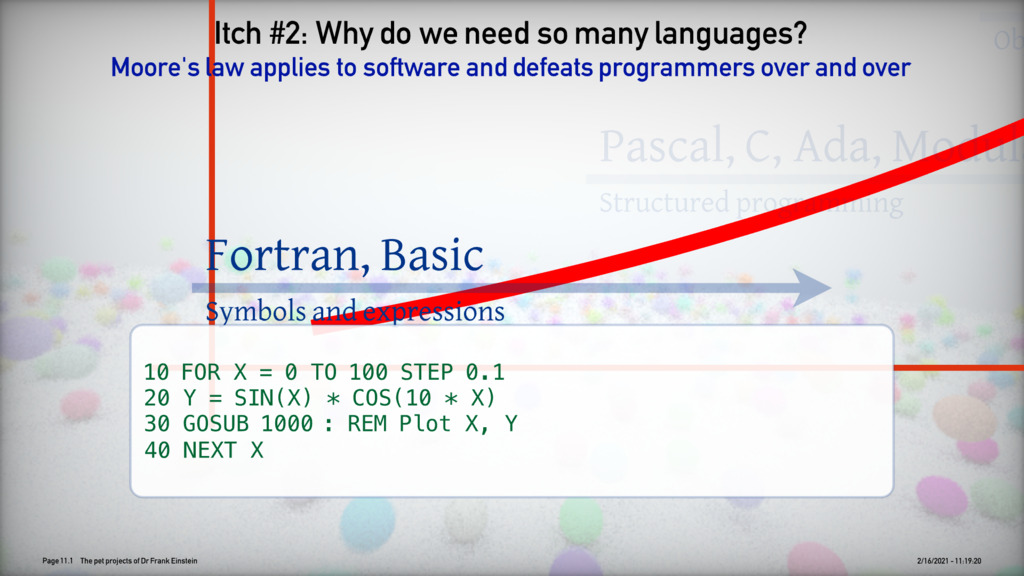 Itch #2: Why do we need so many languages?
Moore's law applies to software and defeats programmers over and over
Ob
Pascal, C, Ada, Modul
Structured programming
Fortran, Basic
Symbols and expressions
10 FOR X = 0 TO 100 STEP 0.1
20 Y = SIN(X) * COS(10 * X)
30 GOSUB 1000 : REM Plot X, Y
40 NEXT X
Page 11.1 The pet projects of Dr Frank Einstein
2/16/2021 - 11:19:20